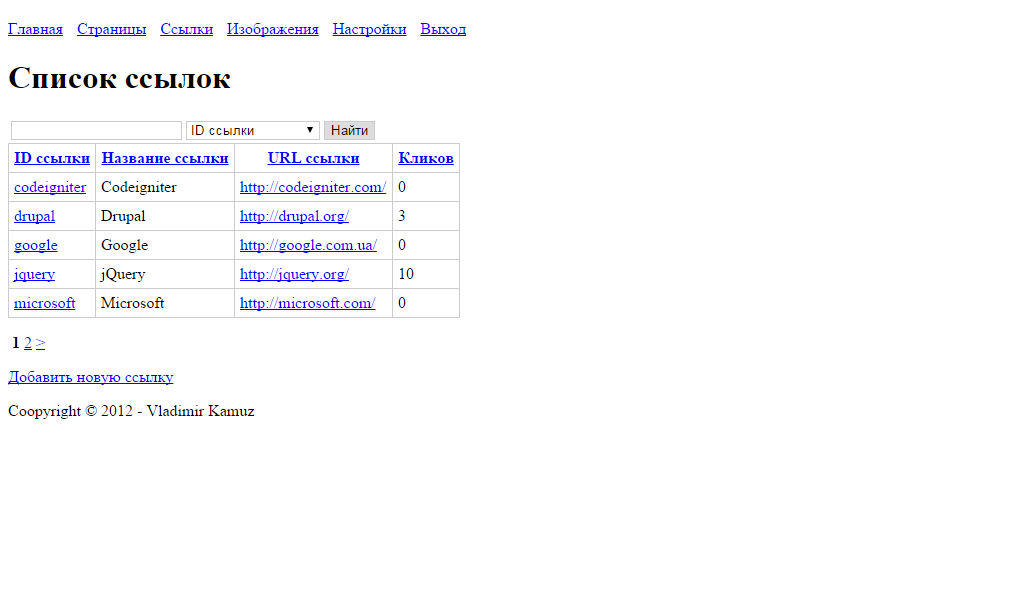 Главная Страницы Ссылки Изображения Настройки Выход
Список ссылок
ID ссылки Найти
ID ссылки Название ссылки URL ссылки Кликов
codeigniter Codeigniter http://codeigniter.com/ 0
drupal Drupal http://drupal.org/ 3
google Google http://google.com.ua/ 0
jquery jQuery http://jquery.org/ 10
microsoft Microsoft http://microsoft.com/ 0
1 2 >
Добавить новую ссылку
Coopyright © 2012 - Vladimir Kamuz